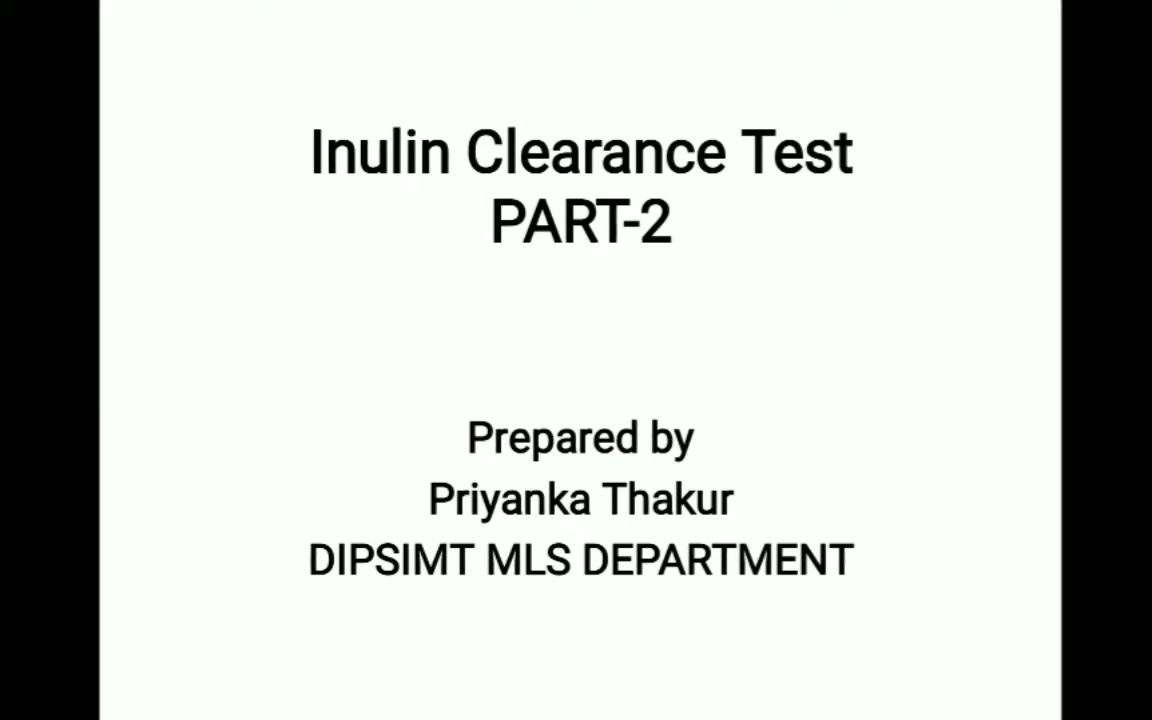 Inulin Clearance Test
PART-2
Prepared by
Priyanka Thakur
DIPSIMT MLS DEPARTMENT